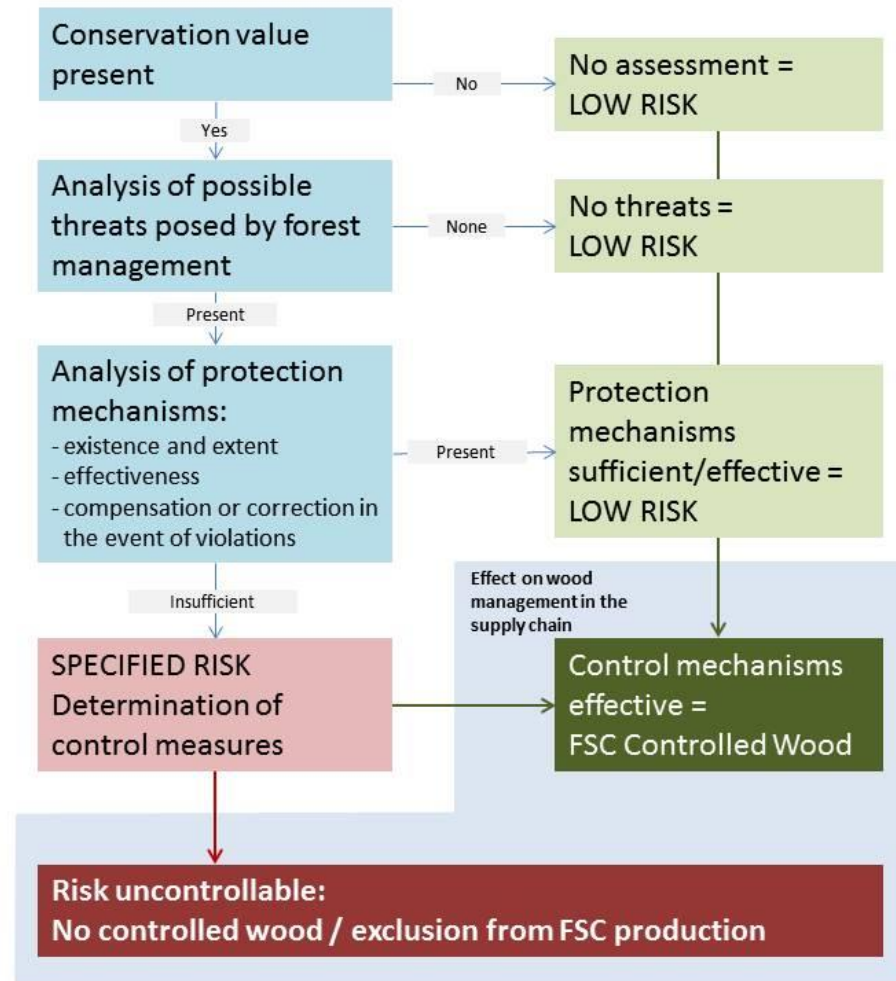 Conservation value
present
No
No assessment =
LOW RISK
Yes
Analysis of possible
threats posed by forest
management
None
No threats =
LOW RISK
Present
Analysis of protection
mechanisms:
- existence and extent
- effectiveness
- compensation or correction in
the event of violations
Present
Protection
mechanisms
sufficient/effective =
LOW RISK
Insufficient
Effect on wood
management in the
supply chain
SPECIFIED RISK
Determination of
control measures
Control mechanisms
effective =
FSC Controlled Wood
Risk uncontrollable:
No controlled wood / exclusion from FSC production